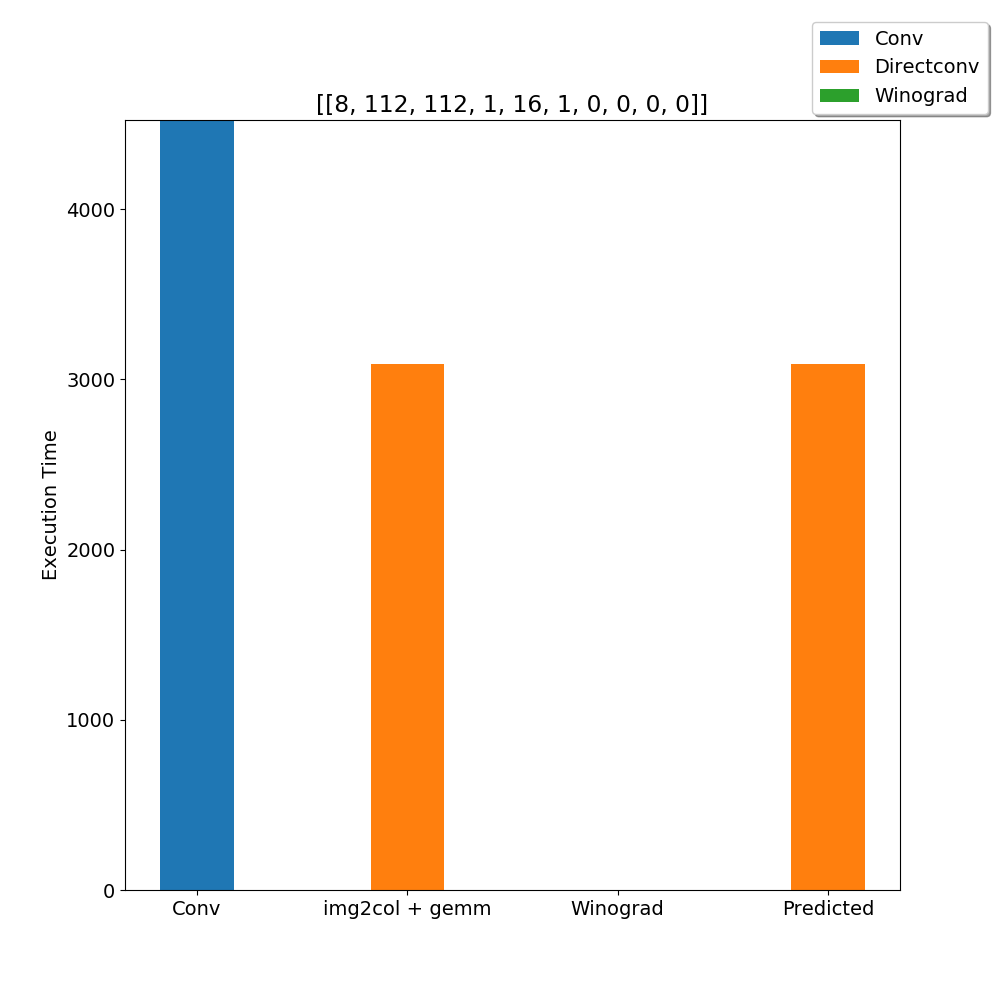 Conv
Directconv
Winograd
[[8, 112, 112, 1, 16, 1, 0, 0, 0, 0]]
4000
3000
2000
1000
0
Execution Time
Conv
img2col + gemm
Winograd
Predicted